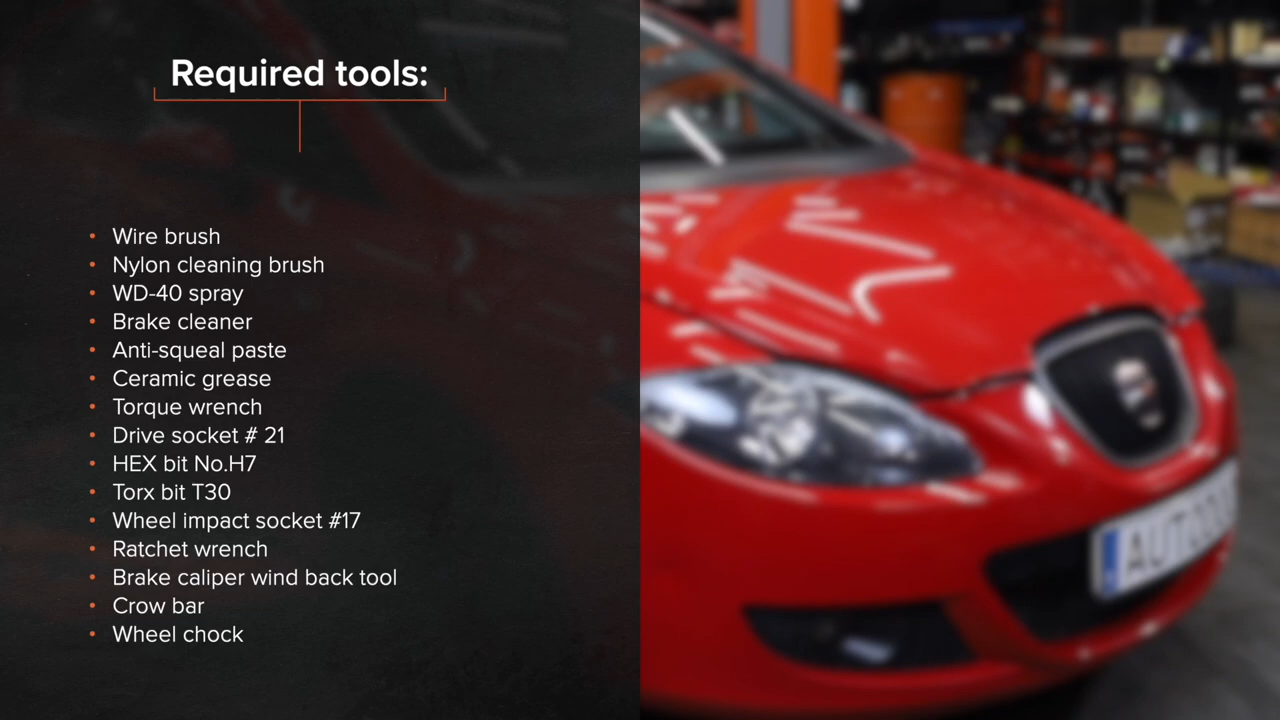 Required tools:
• Wire brush
• Nylon cleaning brush
• WD-40 spray
• Brake cleaner
• Anti-squeal paste
• Ceramic grease
• Torque wrench
• Drive socket # 21
• HEX bit No.H7
• Torx bit T30
• Wheel impact socket #17
• Ratchet wrench
• Brake caliper wind back tool
• Crow bar
• Wheel chock